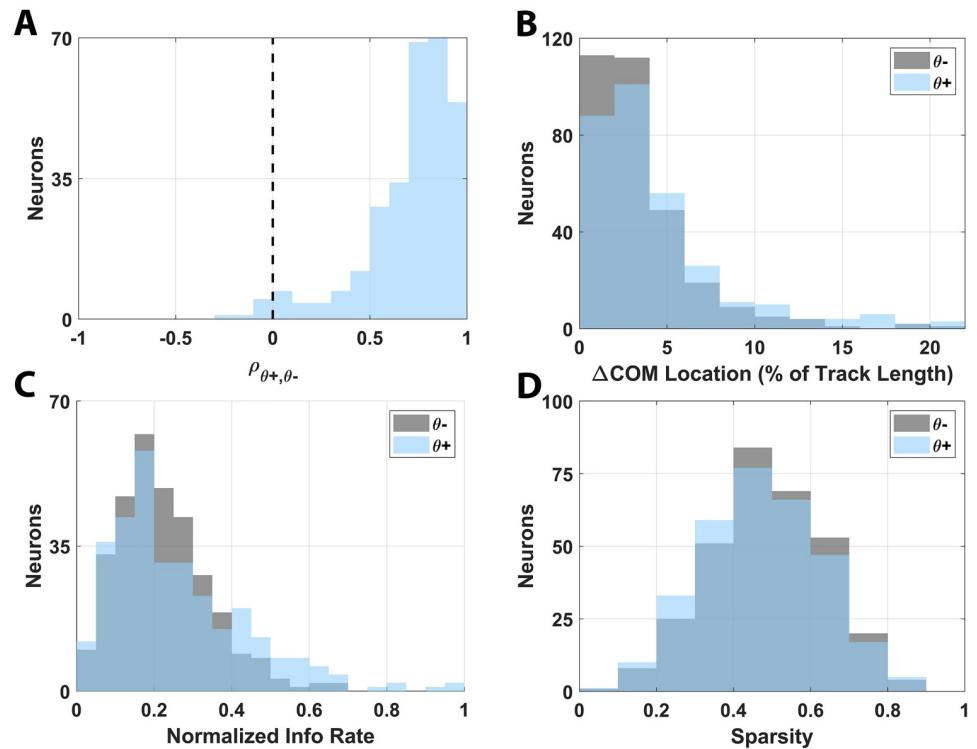 A
70
35
0
Neurons
-1
-0.5
0
0.5
1
ρθ+,θ-
B
120
80
40
0
Neurons
θ-
θ+
0
5
10
15
20
ΔCOM Location (% of Track Length)
C
70
35
0
Neurons
θ-
θ+
0
0.2
0.4
0.6
0.8
1
Normalized Info Rate
D
100
75
50
25
0
Neurons
θ-
θ+
0
0.2
0.4
0.6
0.8
1
Sparsity